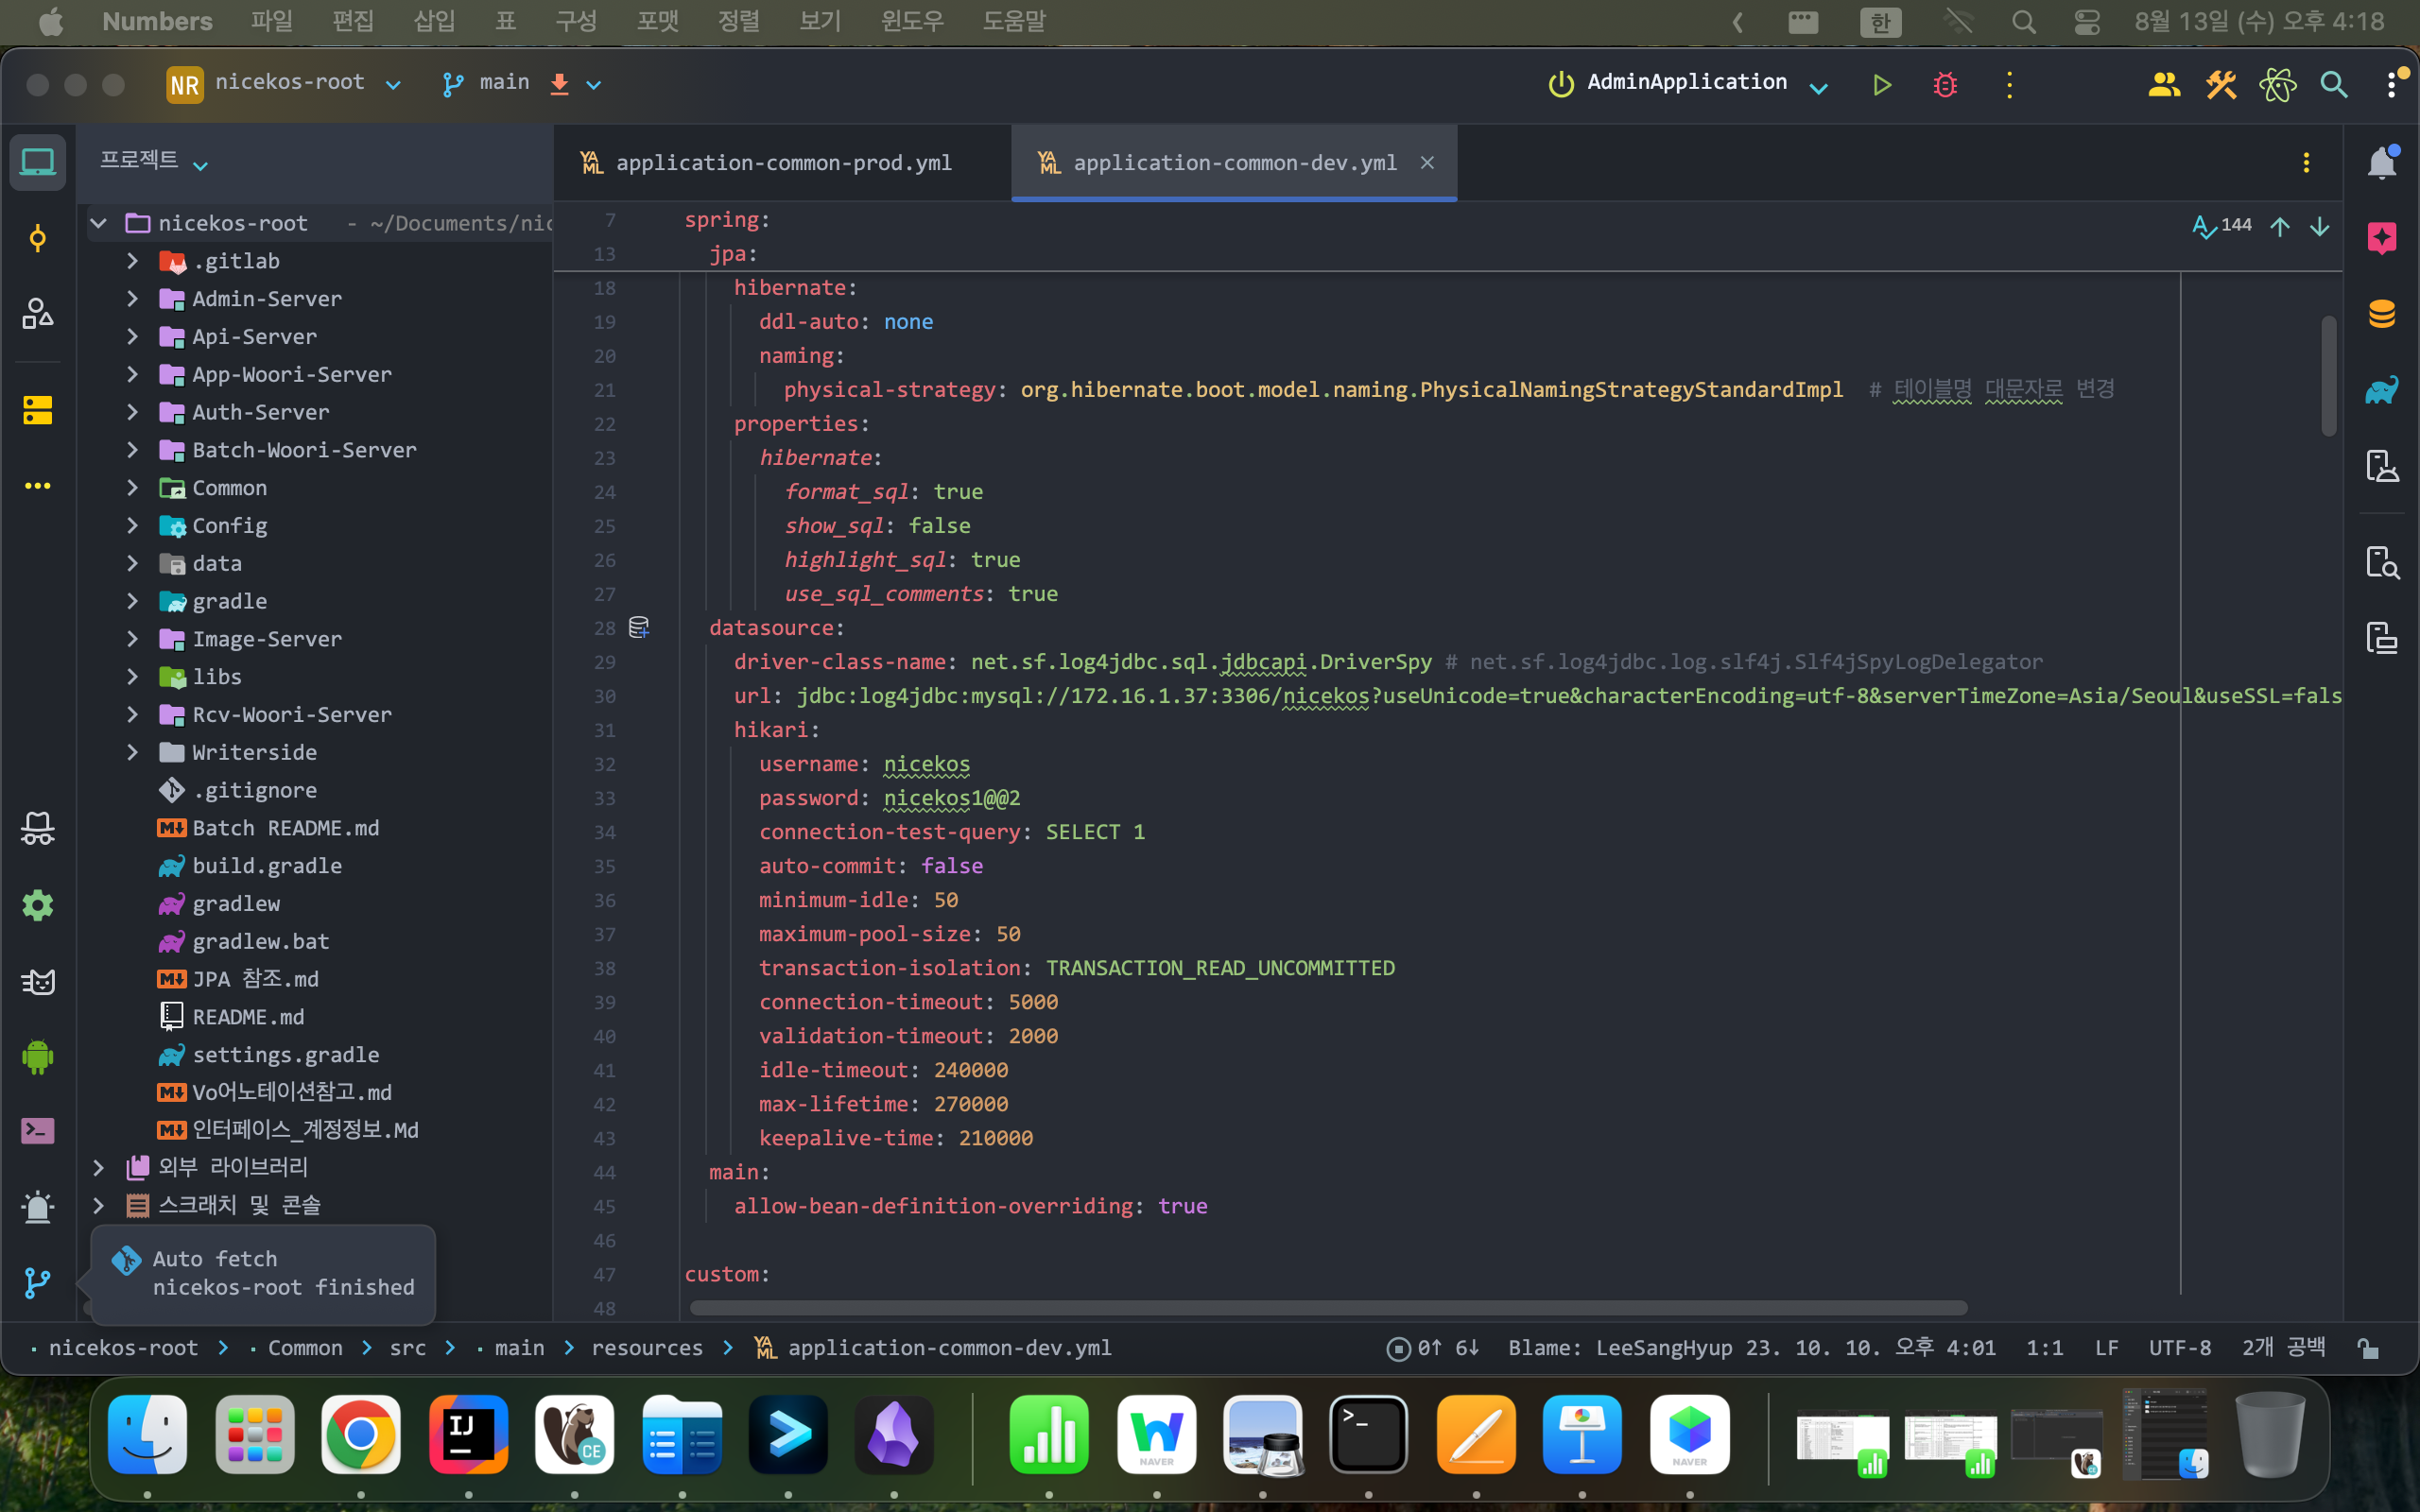 Numbers 파일 편집 삽입 표 구성 포맷 정렬 보기 윈도우 도움말 한 8월 13일 (수) 오후 4:18
NR nicekos-root main AdminApplication
프로젝트
application-common-prod.yml application-common-dev.yml
nicekos-root - ~/Documents/nic
.gitlab
Admin-Server
Api-Server
App-Woori-Server
Auth-Server
Batch-Woori-Server
Common
Config
data
gradle
Image-Server
libs
Rcv-Woori-Server
Writerside
.gitignore
Batch README.md
build.gradle
gradlew
gradlew.bat
JPA 참조.md
README.md
settings.gradle
Vo어노테이션참고.md
인터페이스_계정정보.Md
외부 라이브러리
스크래치 및 콘솔
Auto fetch
nicekos-root finished
144
7 spring:
13 jpa:
18 hibernate:
19 ddl-auto: none
20 naming:
21 physical-strategy: org.hibernate.boot.model.naming.PhysicalNamingStrategyStandardImpl # 테이블명 대문자로 변경
22 properties:
23 hibernate:
24 format_sql: true
25 show_sql: false
26 highlight_sql: true
27 use_sql_comments: true
28 datasource:
29 driver-class-name: net.sf.log4jdbc.sql.jdbcapi.DriverSpy # net.sf.log4jdbc.log.slf4j.Slf4jSpyLogDelegator
30 url: jdbc:log4jdbc:mysql://172.16.1.37:3306/nicekos?useUnicode=true&characterEncoding=utf-8&serverTimeZone=Asia/Seoul&useSSL=fals
31 hikari:
32 username: nicekos
33 password: nicekos1@@2
34 connection-test-query: SELECT 1
35 auto-commit: false
36 minimum-idle: 50
37 maximum-pool-size: 50
38 transaction-isolation: TRANSACTION_READ_UNCOMMITTED
39 connection-timeout: 5000
40 validation-timeout: 2000
41 idle-timeout: 240000
42 max-lifetime: 270000
43 keepalive-time: 210000
44 main:
45 allow-bean-definition-overriding: true
46
47 custom:
48
nicekos-root Common src main resources application-common-dev.yml 0↑ 6↓ Blame: LeeSangHyup 23. 10. 10. 오후 4:01 1:1 LF UTF-8 2개 공백
IJ CE NAVER NAVER